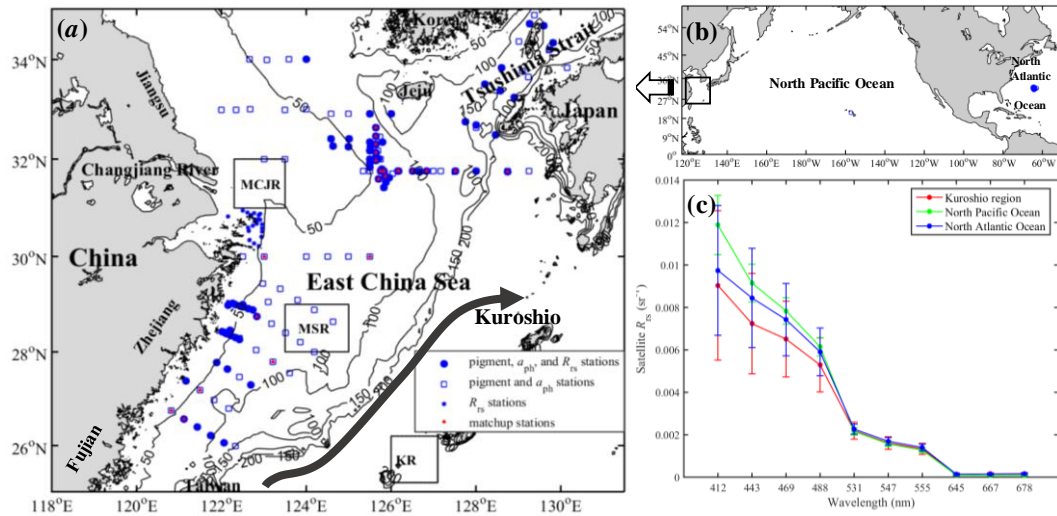 (a)
Korea
Tsushima Strait
Jeju
Japan
Jiangsu
Changjiang River
MCJR
China
East China Sea
Zhejiang
MSR
Kuroshio
Fujian
Taiwan
KR
50
100
150
200
pigment, aph, and Rrs stations
pigment and aph stations
Rrs stations
matchup stations
34°N
32°N
30°N
28°N
26°N
118°E 120°E 122°E 124°E 126°E 128°E 130°E
(b)
North Pacific Ocean
North
Atlantic
Ocean
54°N
45°N
36°N
27°N
18°N
9°N
0°
120°E 140°E 160°E 180°W 160°W 140°W 120°W 100°W 80°W 60°W
(c)
Kuroshio region
North Pacific Ocean
North Atlantic Ocean
Satellite Rrs (sr⁻¹)
0.014
0.012
0.01
0.008
0.006
0.004
0.002
0
412 443 469 488 531 547 555 645 667 678
Wavelength (nm)